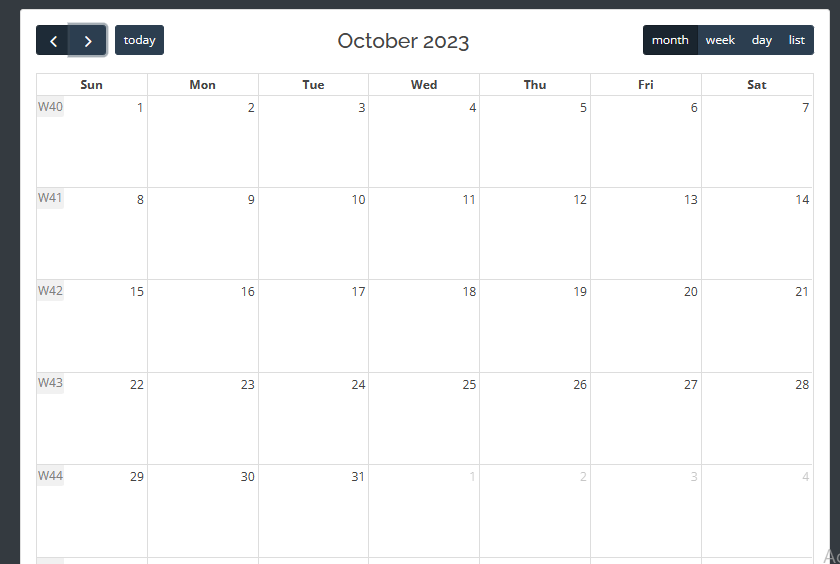 today
October 2023
month week day list
Sun Mon Tue Wed Thu Fri Sat
W40 1 2 3 4 5 6 7
W41 8 9 10 11 12 13 14
W42 15 16 17 18 19 20 21
W43 22 23 24 25 26 27 28
W44 29 30 31 1 2 3 4